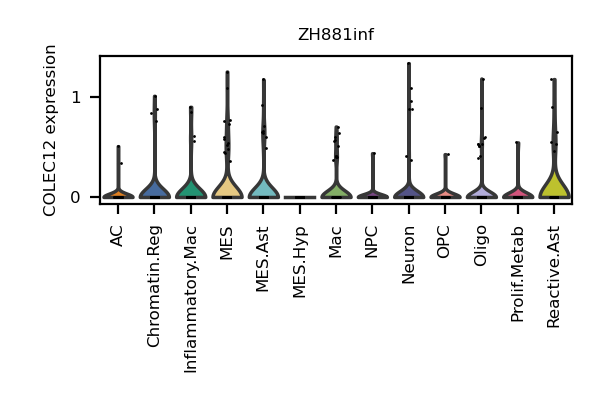 ZH881inf
COLEC12 expression
1
0
AC
Chromatin.Reg
Inflammatory.Mac
MES
MES.Ast
MES.Hyp
Mac
NPC
Neuron
OPC
Oligo
Prolif.Metab
Reactive.Ast